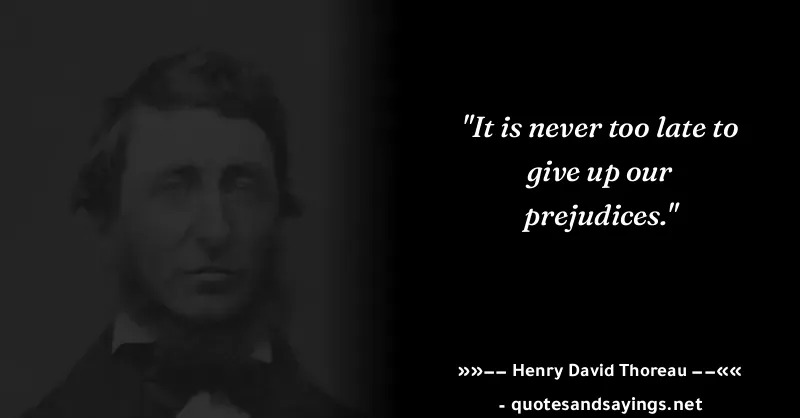 "It is never too late to
give up our
prejudices."
»»–– Henry David Thoreau ––««
- quotesandsayings.net